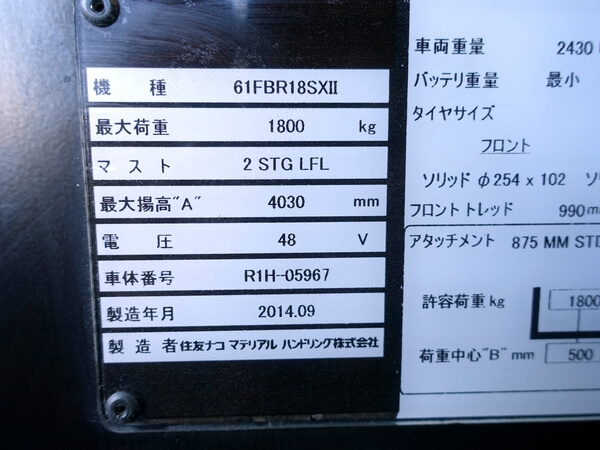 機種 61FBR18SXII
最大荷重 1800 kg
マスト 2 STG LFL
最大揚高"A" 4030 mm
電圧 48 V
車体番号 R1H-05967
製造年月 2014.09
製造者 住友ナコ マテリアル ハンドリング株式会社
車両重量 2430
バッテリ重量 最小
タイヤサイズ
フロント
ソリッド φ254 x 102
フロントトレッド 990
アタッチメント 875 MM STD
許容荷重 kg 1800
荷重中心"B" mm 500